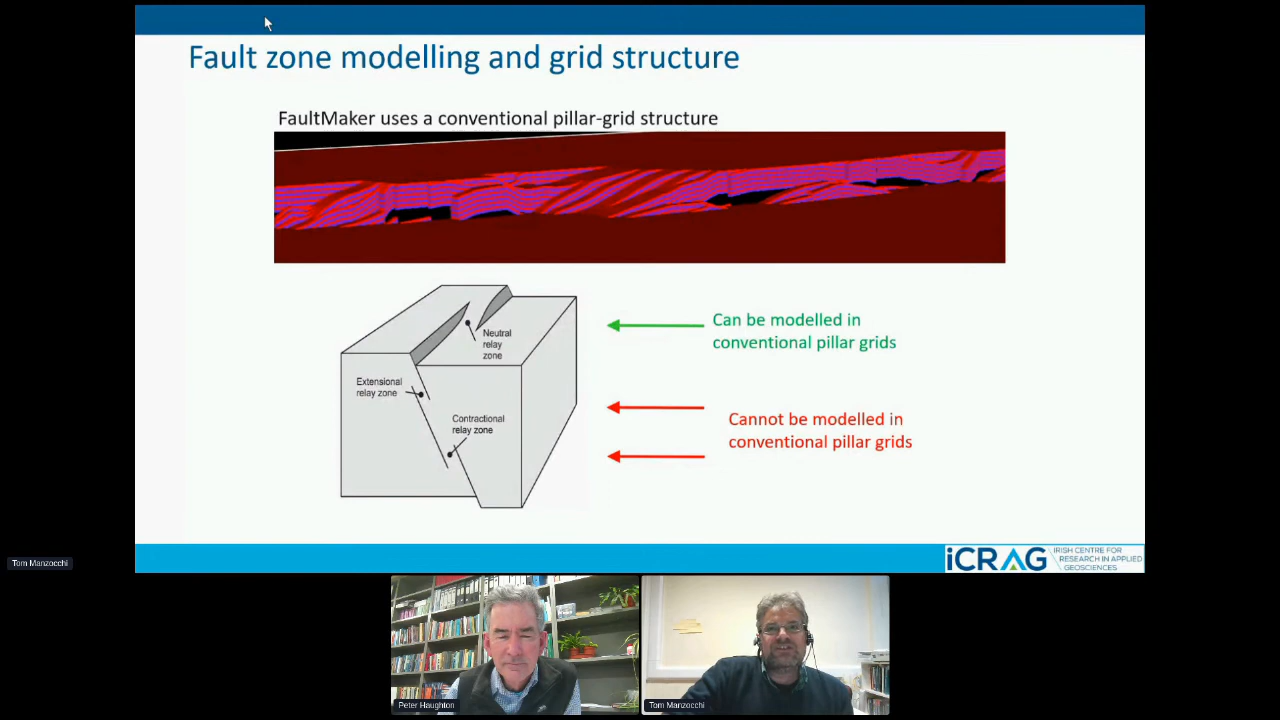 Fault zone modelling and grid structure
FaultMaker uses a conventional pillar-grid structure
Neutral
relay
zone
Extensional
relay zone
Contractional
relay zone
Can be modelled in
conventional pillar grids
Cannot be modelled in
conventional pillar grids
iCRAG
IRISH CENTRE FOR
RESEARCH IN APPLIED
GEOSCIENCES
Tom Manzocchi
Peter Haughton
Tom Manzocchi